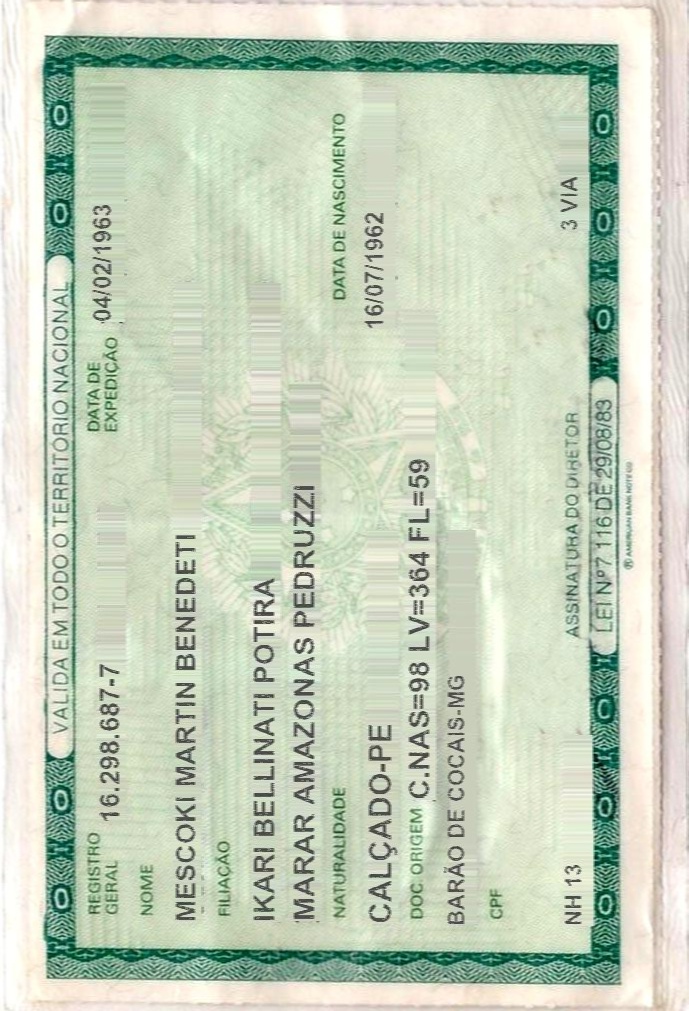 VALIDA EM TODO O TERRITORIO NACIONAL
REGISTRO GERAL 16.298.687-7 DATA DE EXPEDIÇÃO 04/02/1963
NOME
MESCOKI MARTIN BENEDETI
FILIAÇÃO
IKARI BELLINATI POTIRA
MARAR AMAZONAS PEDRUZZI
NATURALIDADE DATA DE NASCIMENTO
CALÇADO-PE 16/07/1962
DOC. ORIGEM C.NAS=98 LV=364 FL=59
BARÃO DE COCAIS-MG
CPF
NH 13 3 VIA
ASSINATURA DO DIRETOR
LEI Nº 7.116 DE 29/08/83
® AMERICAN BANK NOTE CO